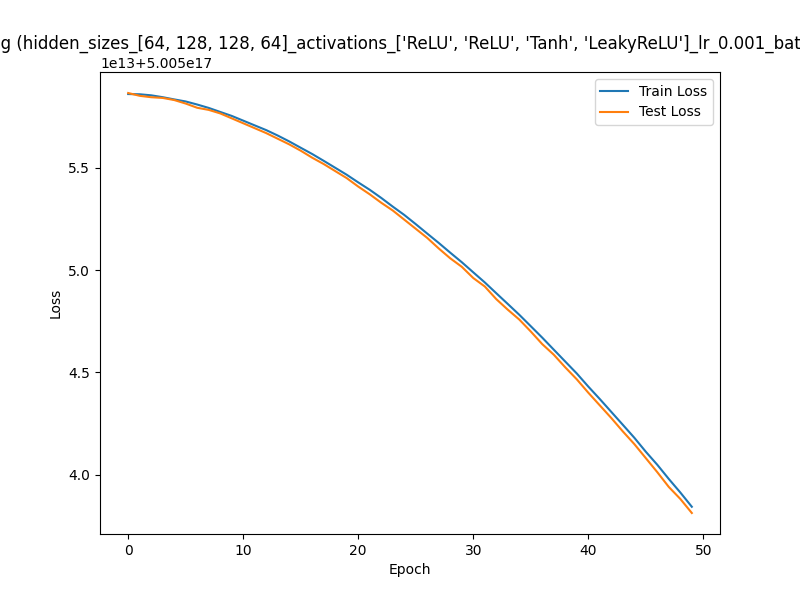 g (hidden_sizes_[64, 128, 128, 64]_activations_['ReLU', 'ReLU', 'Tanh', 'LeakyReLU']_lr_0.001_bat
1e13+5.005e17
Train Loss
Test Loss
5.5
5.0
4.5
4.0
Loss
0
10
20
30
40
50
Epoch